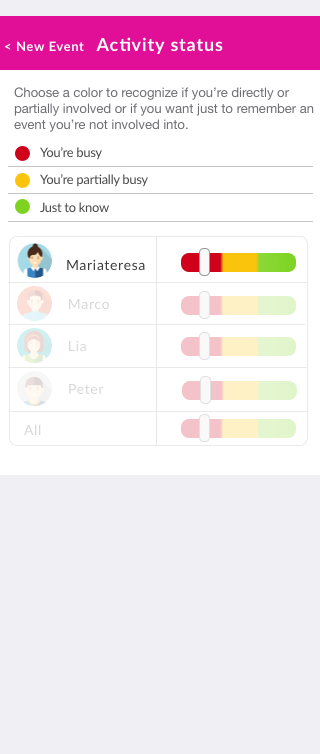 < New Event Activity status
Choose a color to recognize if you're directly or
partially involved or if you want just to remember an
event you're not involved into.
You're busy
You're partially busy
Just to know
Mariateresa
Marco
Lia
Peter
All